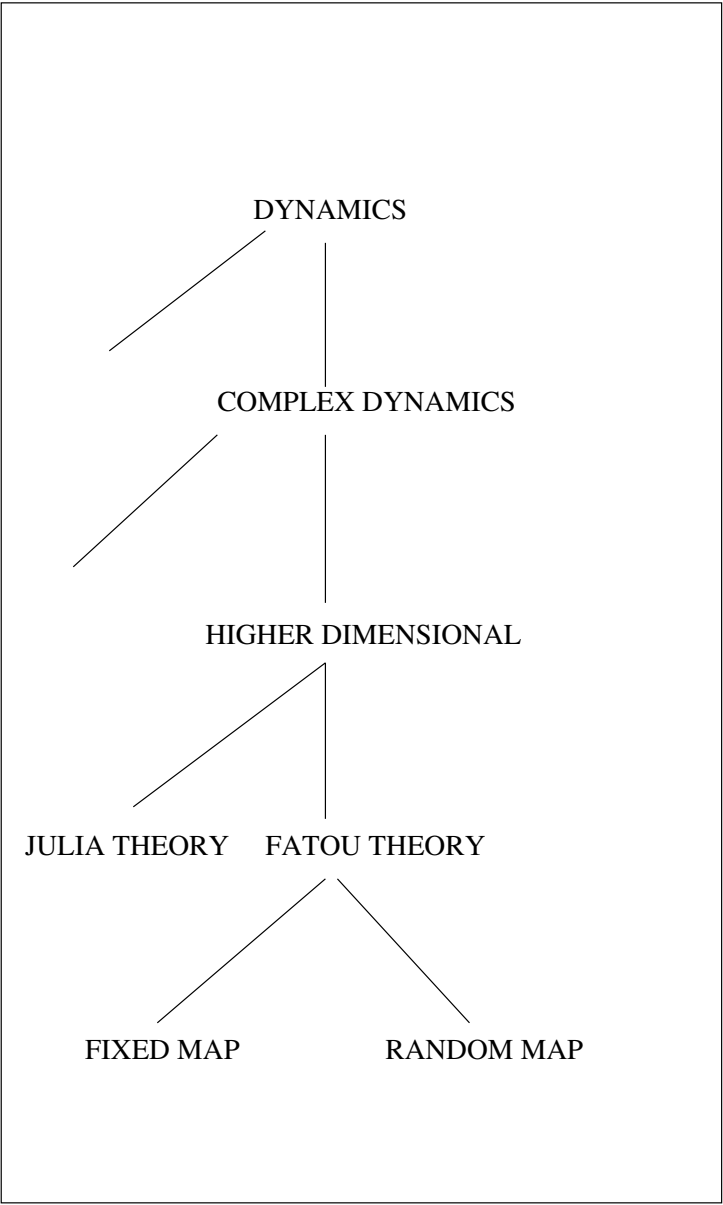 DYNAMICS
COMPLEX DYNAMICS
HIGHER DIMENSIONAL
JULIA THEORY FATOU THEORY
FIXED MAP RANDOM MAP